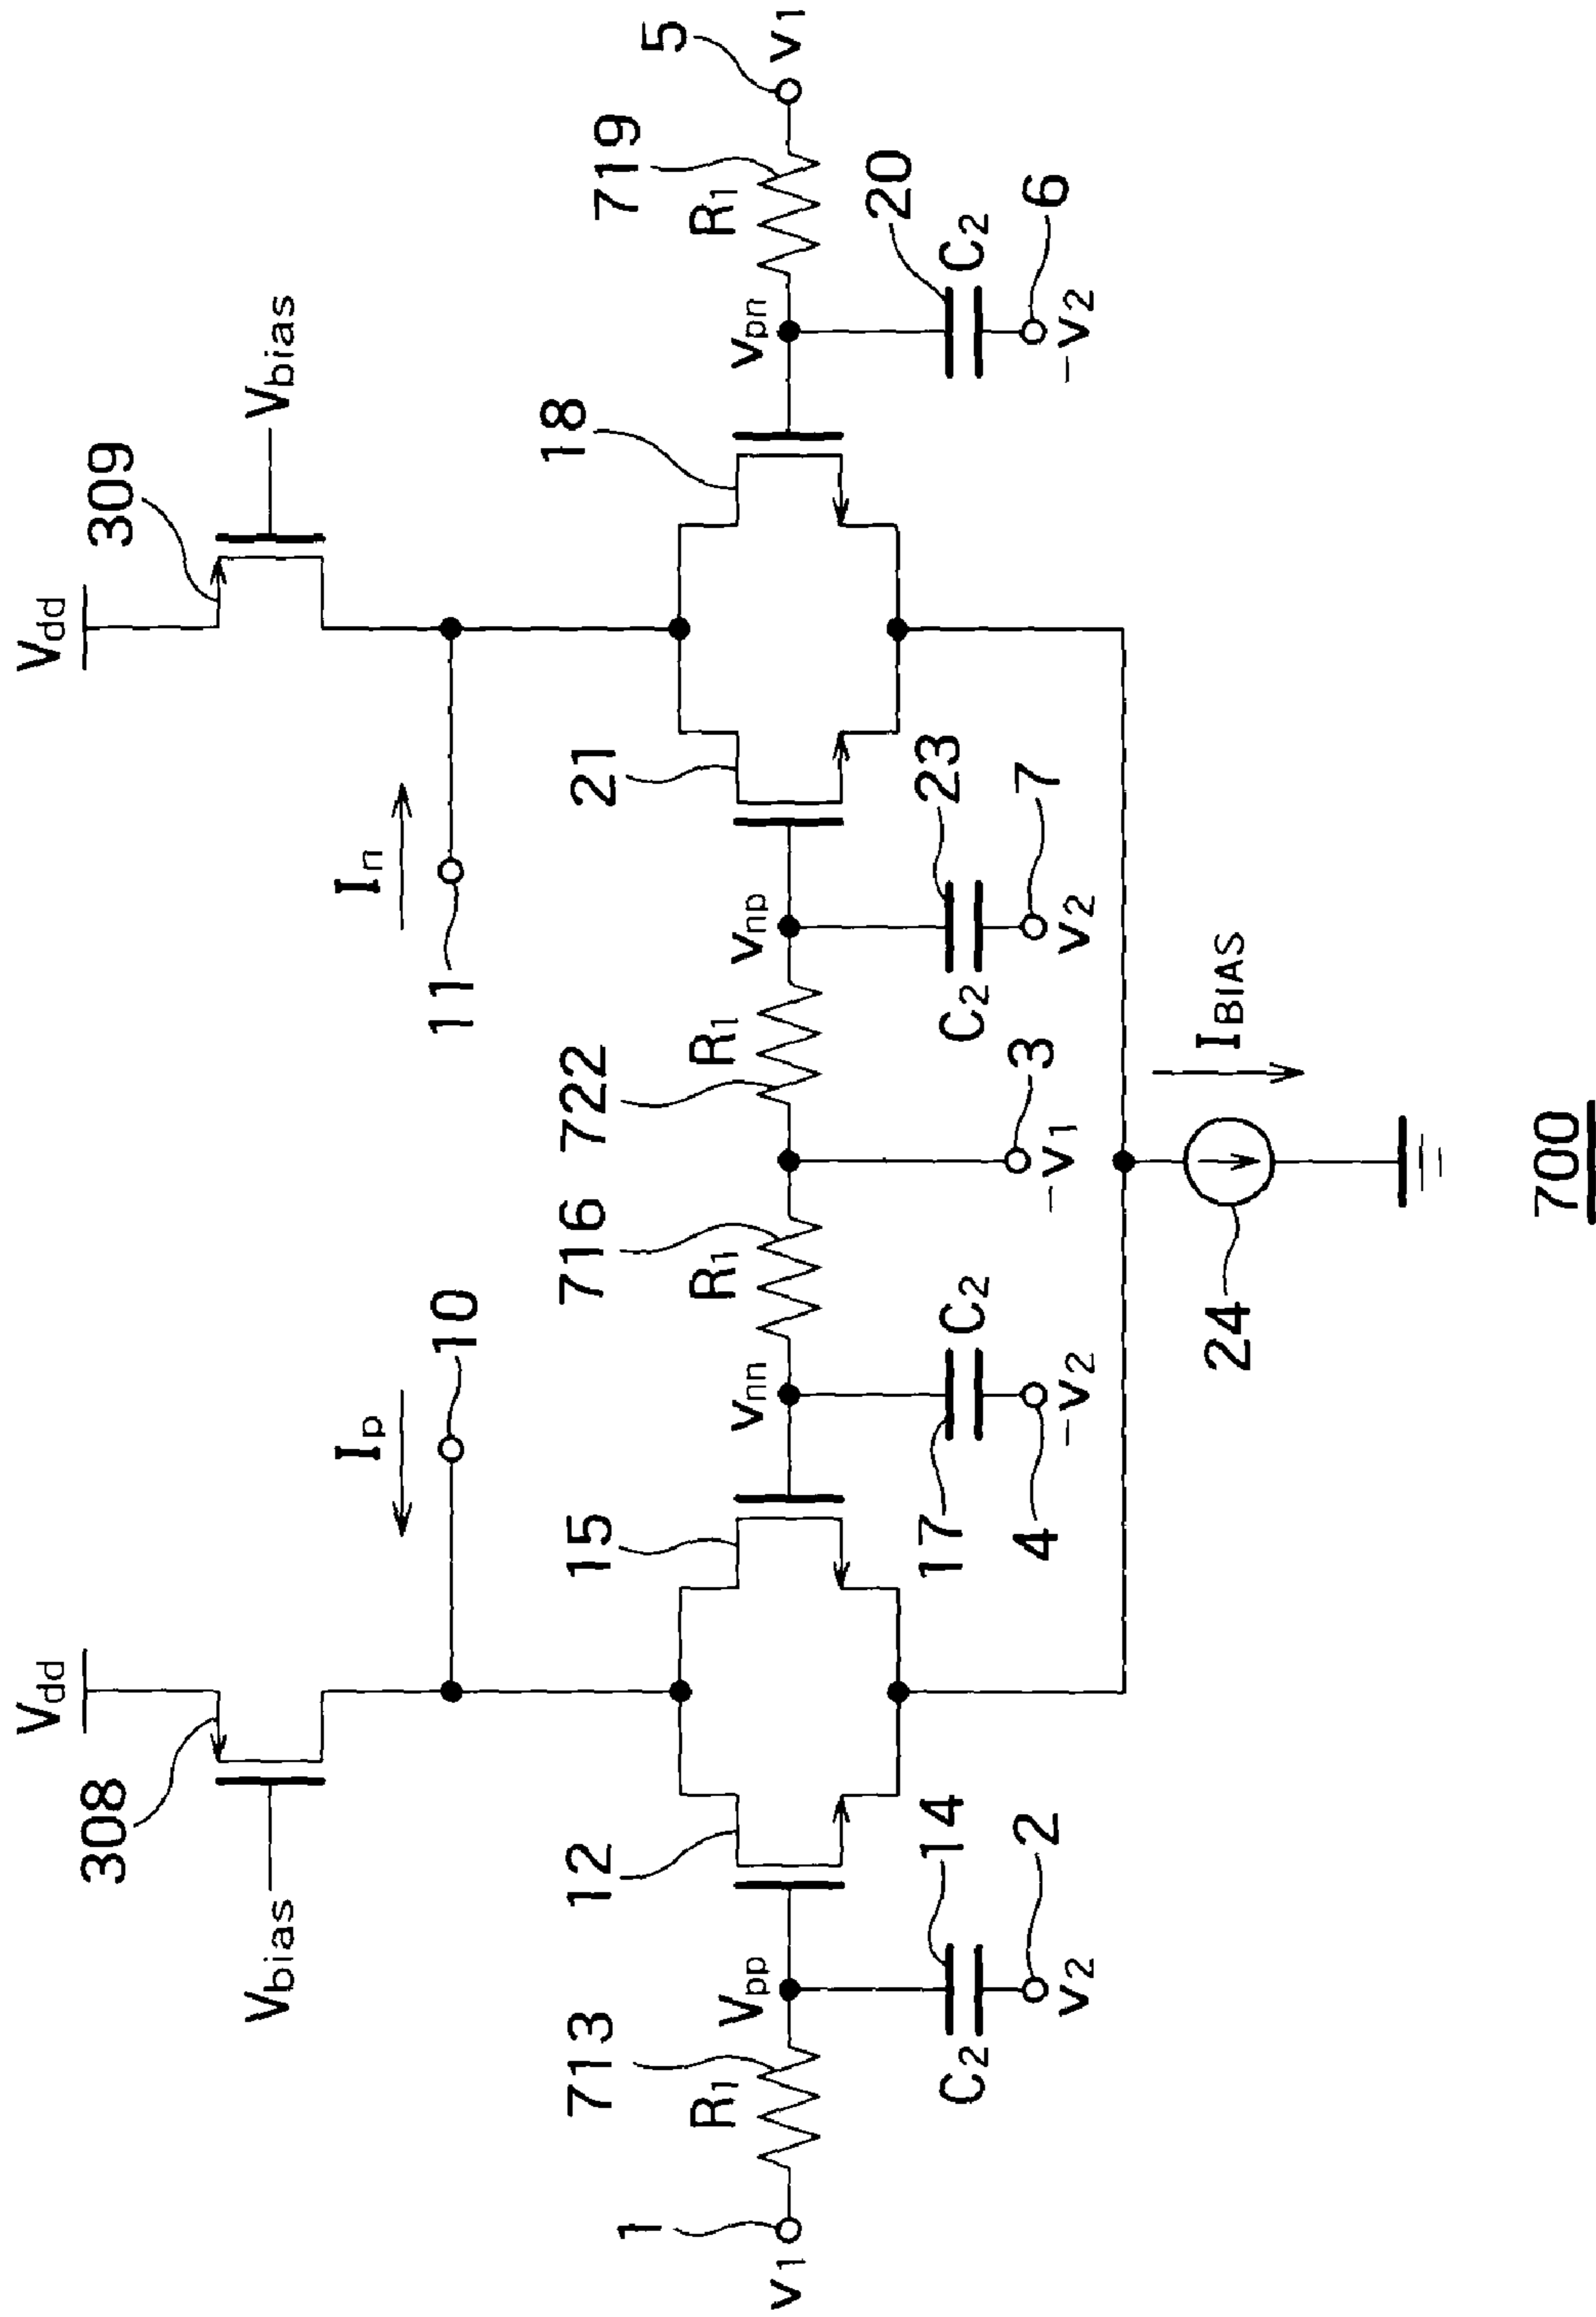 Vdd
Vdd
308
309
Vbias
Vbias
Ip
In
10
11
12
15
21
18
713
716
722
719
R1
R1
R1
R1
5
1
v1
Vpp
vnn
vnp
vpn
v1
C2
14
17
C2
C2
23
20
C2
2
4
3
7
6
v2
-v2
-v1
v2
-v2
24
IBIAS
700